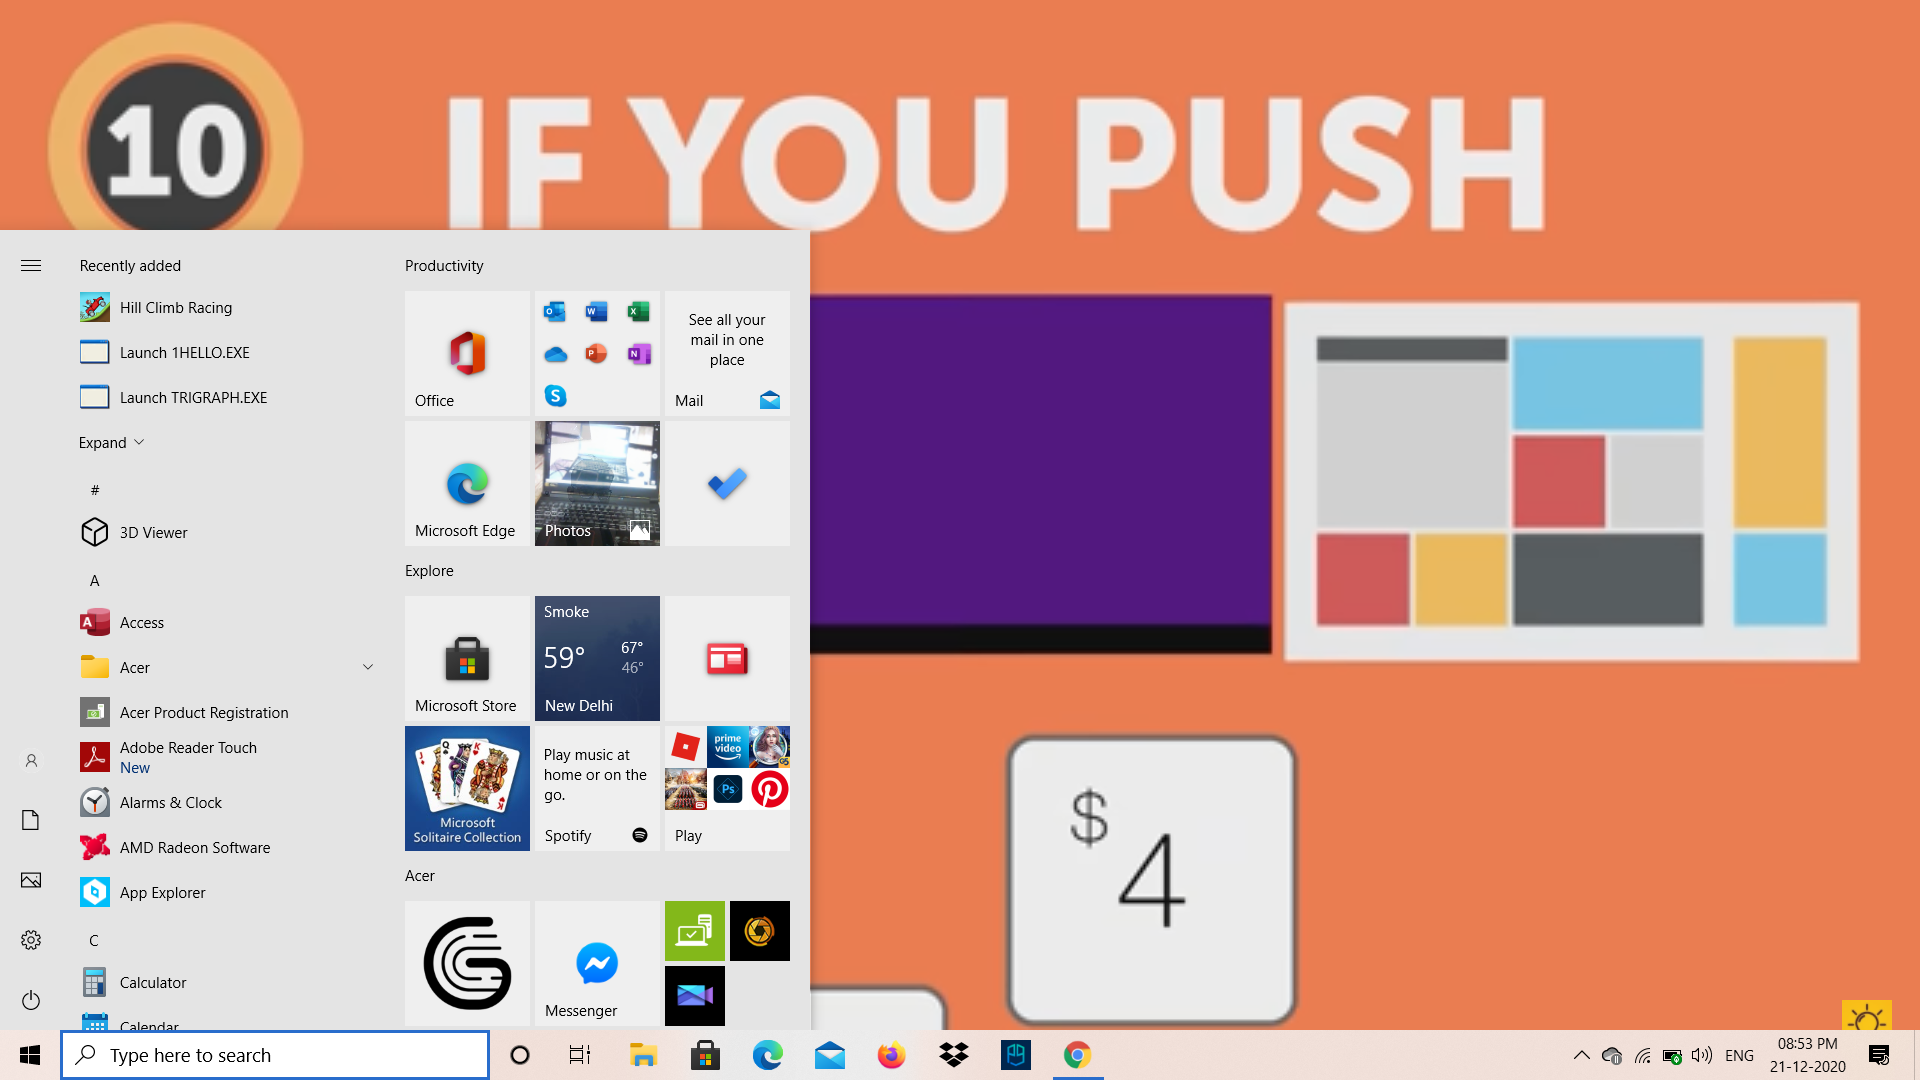 10
IF YOU PUSH
Recently added
Hill Climb Racing
Launch 1HELLO.EXE
Launch TRIGRAPH.EXE
Expand
#
3D Viewer
A
Access
Acer
Acer Product Registration
Adobe Reader Touch
New
Alarms & Clock
AMD Radeon Software
App Explorer
C
Calculator
Calendar
Productivity
Office
See all your
mail in one
place
Mail
Microsoft Edge
Photos
Explore
Microsoft Store
Smoke
59°
67°
46°
New Delhi
Microsoft
Solitaire Collection
Play music at
home or on the
go.
Spotify
prime
video
Ps
Play
Acer
Messenger
$
4
Type here to search
ENG
08:53 PM
21-12-2020